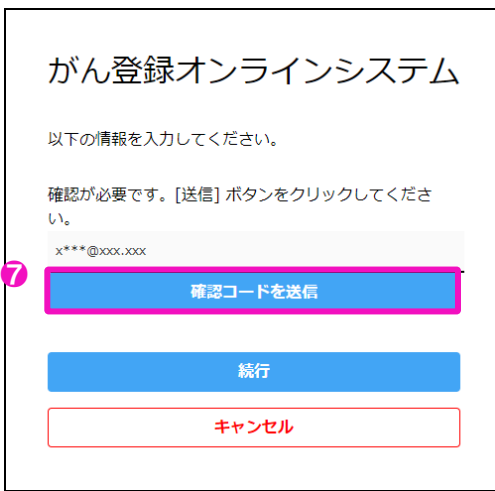 がん登録オンラインシステム
以下の情報を入力してください。
確認が必要です。[送信] ボタンをクリックしてくださ
い。
x***@xxx.xxx
❼
確認コードを送信
続行
キャンセル